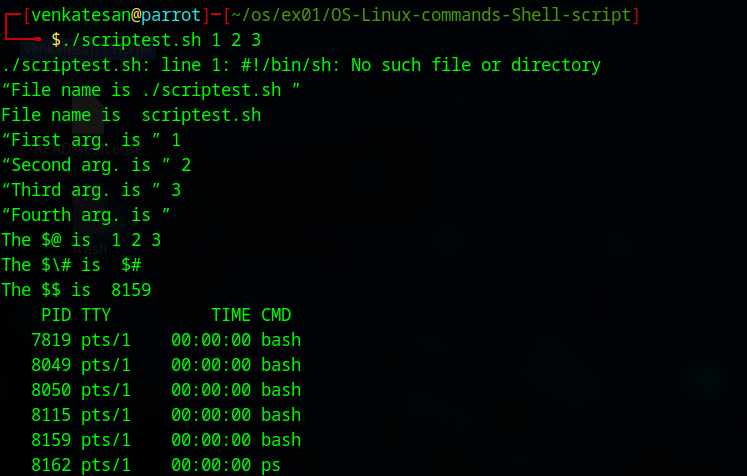 ┌─[venkatesan@parrot]─[~/os/ex01/OS-Linux-commands-Shell-script]
└──╼ $./scriptest.sh 1 2 3
./scriptest.sh: line 1: #!/bin/sh: No such file or directory
“File name is ./scriptest.sh ”
File name is  scriptest.sh
“First arg. is ” 1
“Second arg. is ” 2
“Third arg. is ” 3
“Fourth arg. is ”
The $@ is  1 2 3
The $\# is  $#
The $$ is  8159
    PID TTY          TIME CMD
   7819 pts/1    00:00:00 bash
   8049 pts/1    00:00:00 bash
   8050 pts/1    00:00:00 bash
   8115 pts/1    00:00:00 bash
   8159 pts/1    00:00:00 bash
   8162 pts/1    00:00:00 ps